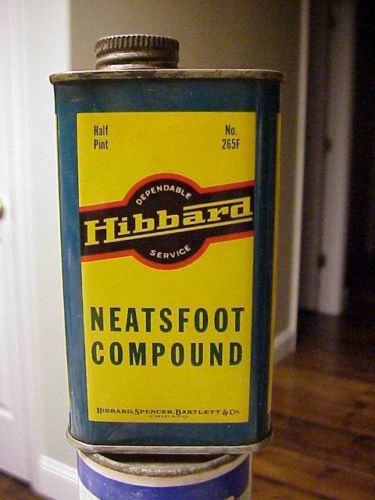 Half No.
Pint 265F
DEPENDABLE
Hibbard
SERVICE
NEATSFOOT
COMPOUND
HIBBARD, SPENCER, BARTLETT & CO.
CHICAGO